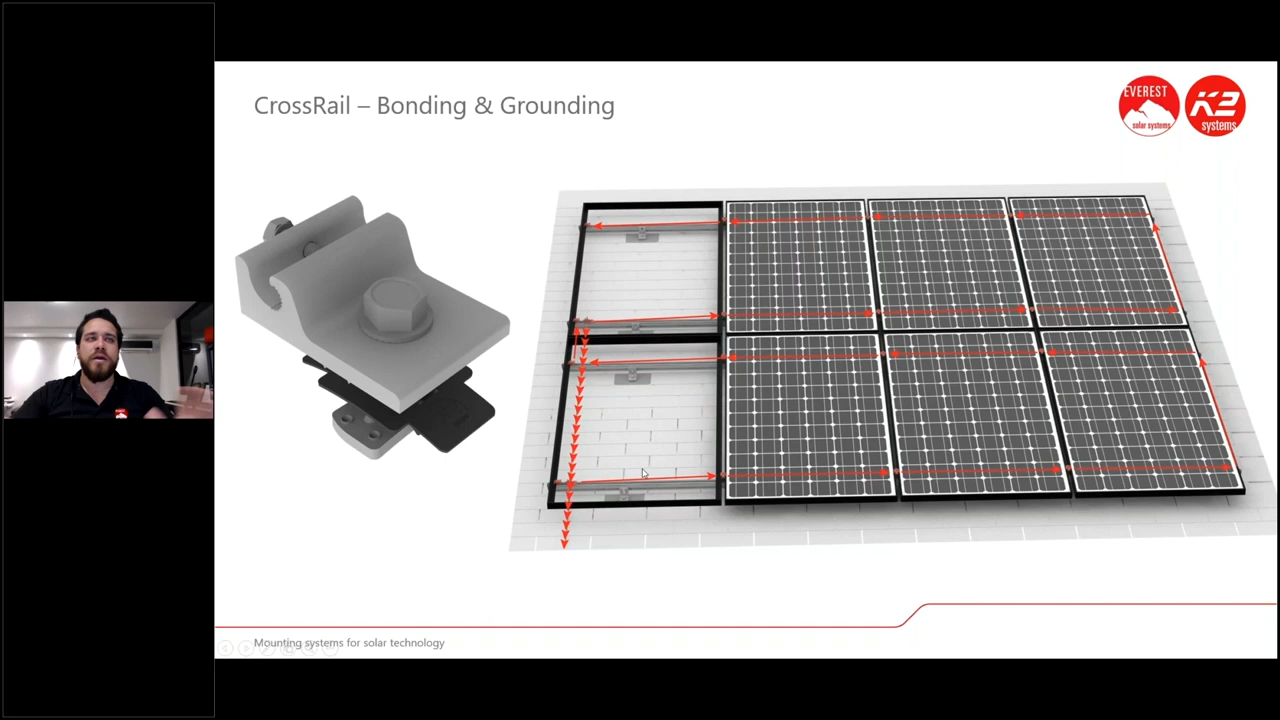 CrossRail – Bonding & Grounding
EVEREST
solar systems
K2
systems
Mounting systems for solar technology